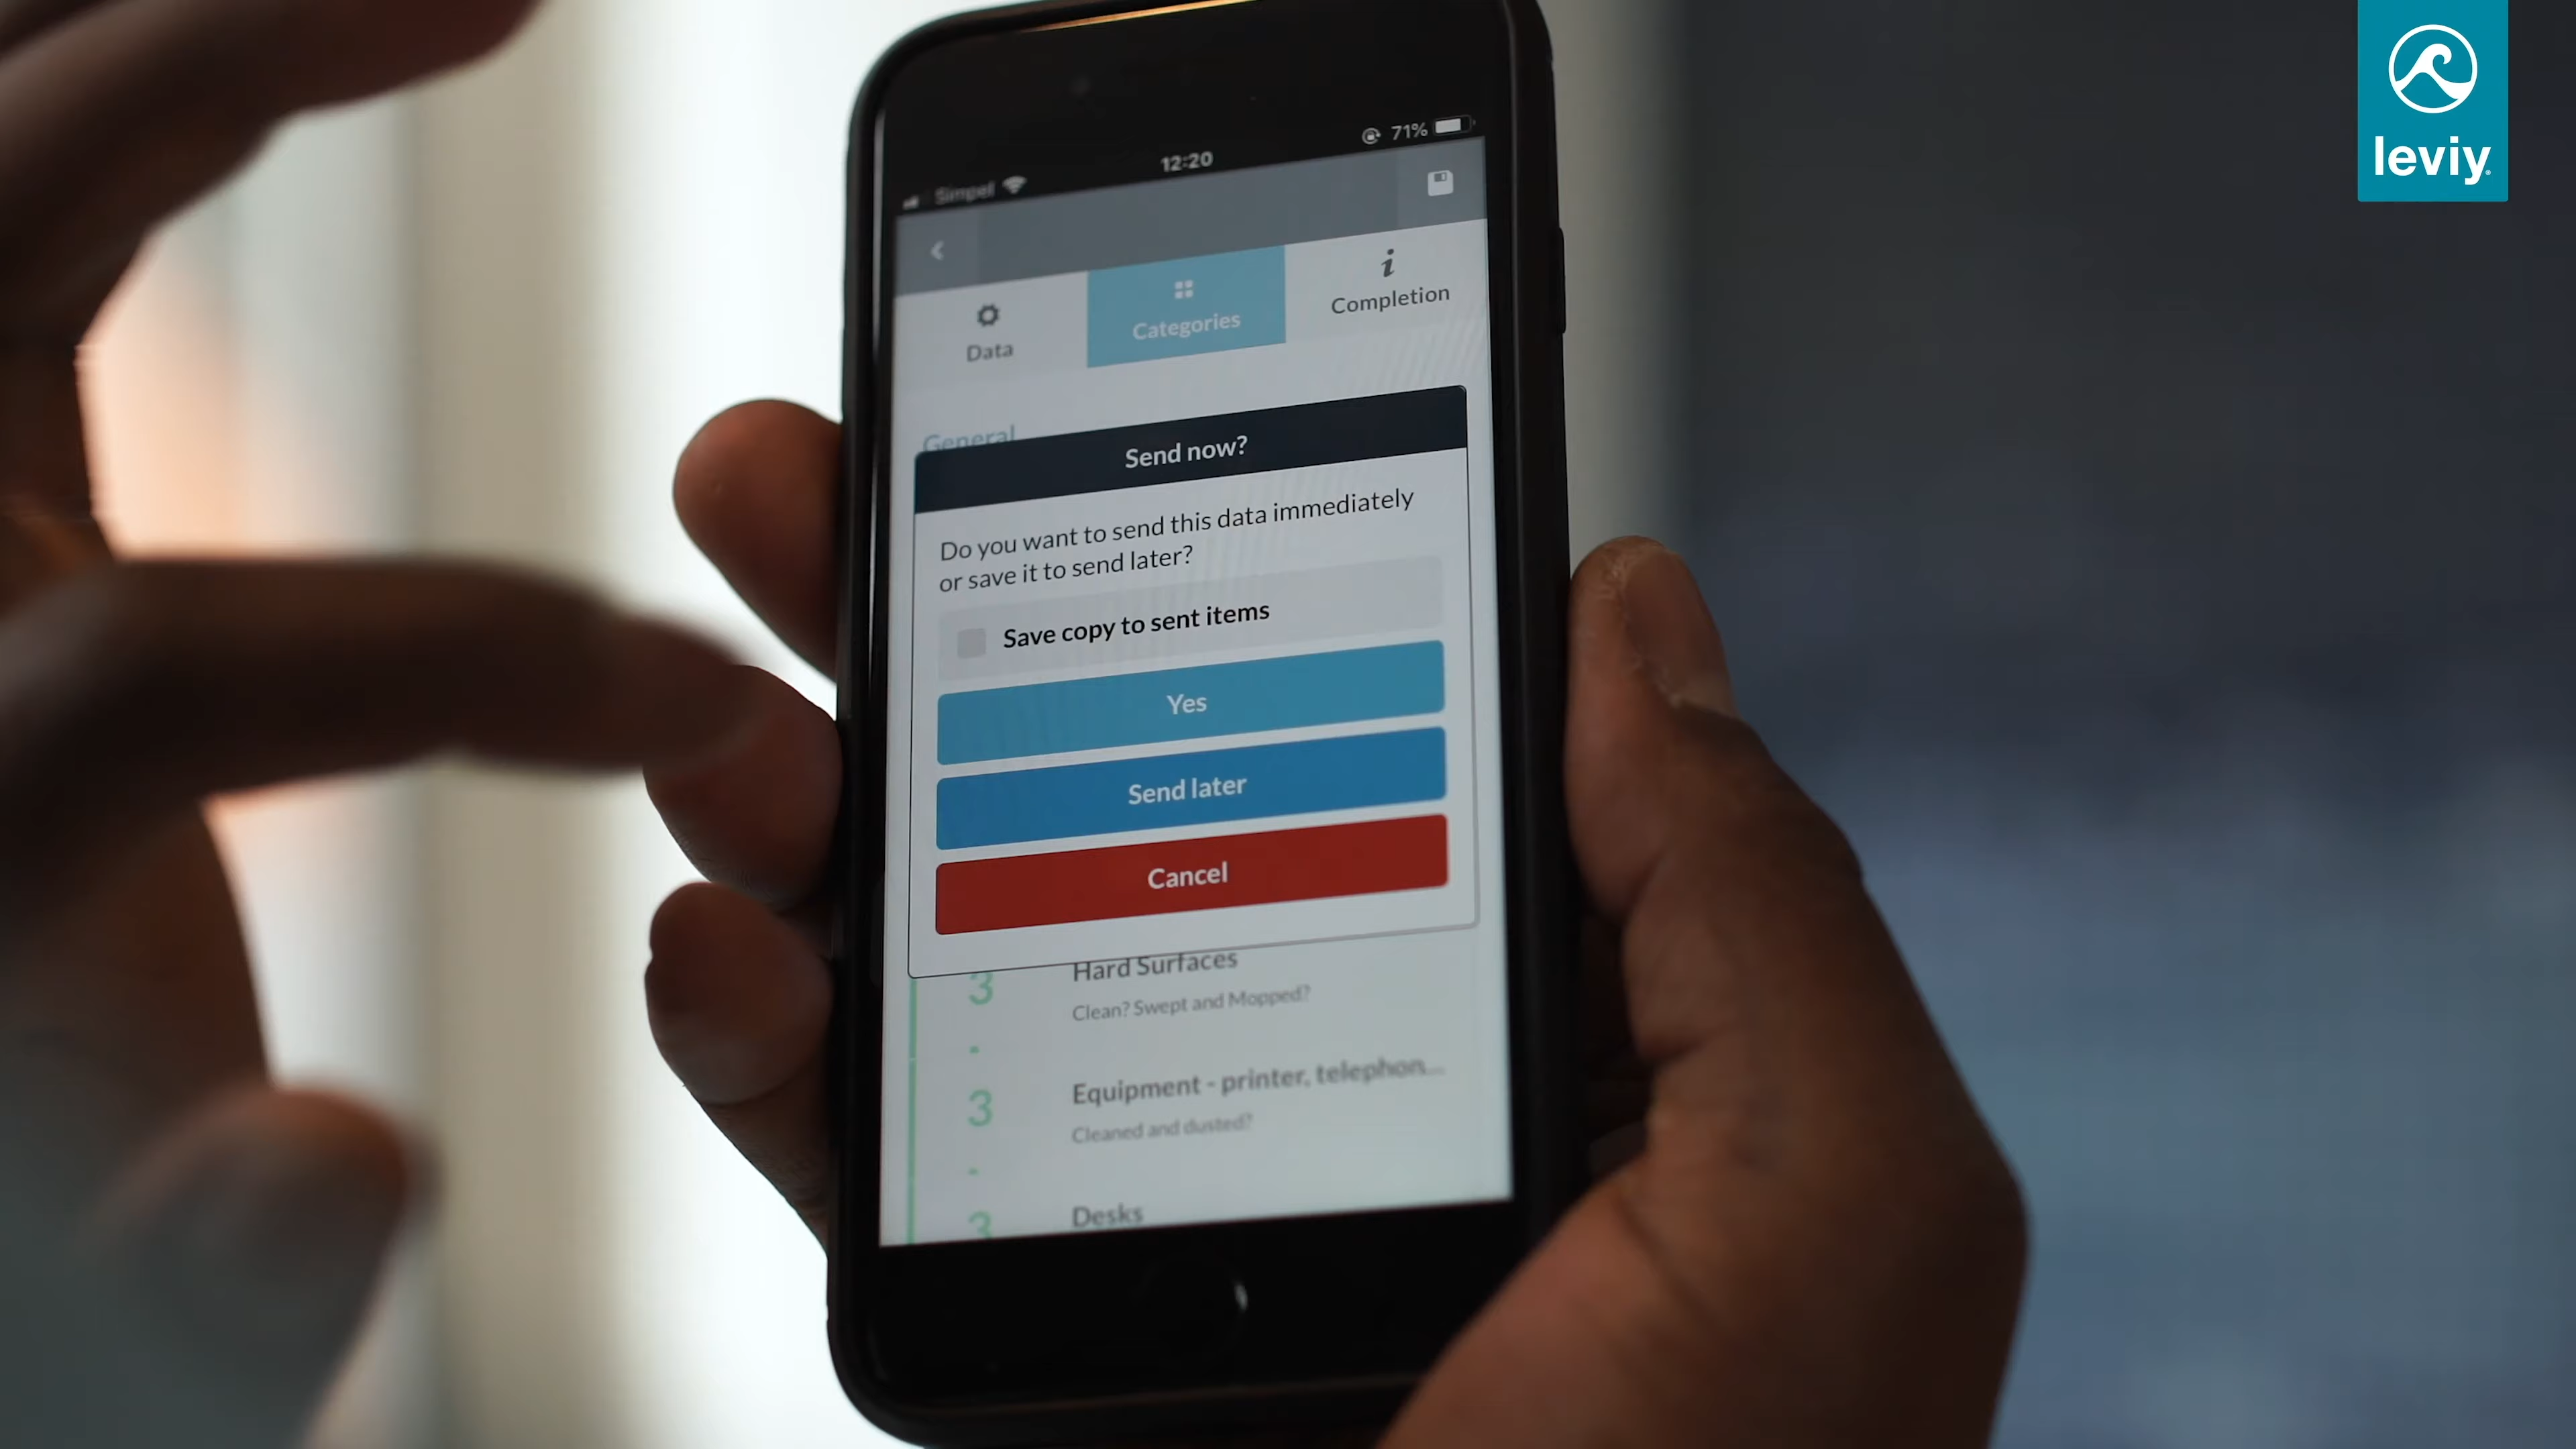 leviy.
Simpel 12:20 71%
Data
Categories
Completion
General
Send now?
Do you want to send this data immediately
or save it to send later?
Save copy to sent items
Yes
Send later
Cancel
3 Hard Surfaces
Clean? Swept and Mopped?
3 Equipment - printer, telephon...
Cleaned and dusted?
3 Desks